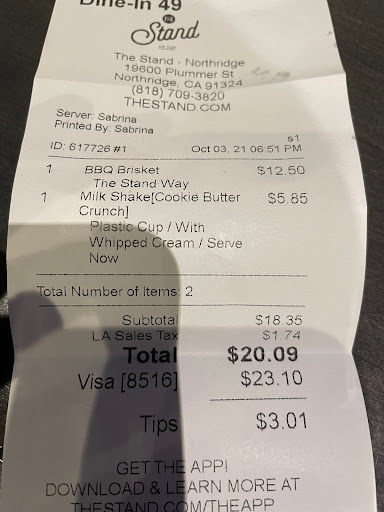 Dine-In 49
THE
Stand
The Stand - Northridge
19600 Plummer St
Northridge, CA 91324
(818) 709-3820
THESTAND.COM
Server: Sabrina
Printed By: Sabrina
s1
ID: 617726 #1 Oct 03, 21 06:51 PM
1 BBQ Brisket $12.50
The Stand Way
1 Milk Shake[Cookie Butter $5.85
Crunch]
Plastic Cup / With
Whipped Cream / Serve
Now
Total Number of Items: 2
Subtotal $18.35
LA Sales Tax $1.74
Total $20.09
Visa [8516] $23.10
Tips $3.01
GET THE APP!
DOWNLOAD & LEARN MORE AT
THESTAND.COM/THEAPP